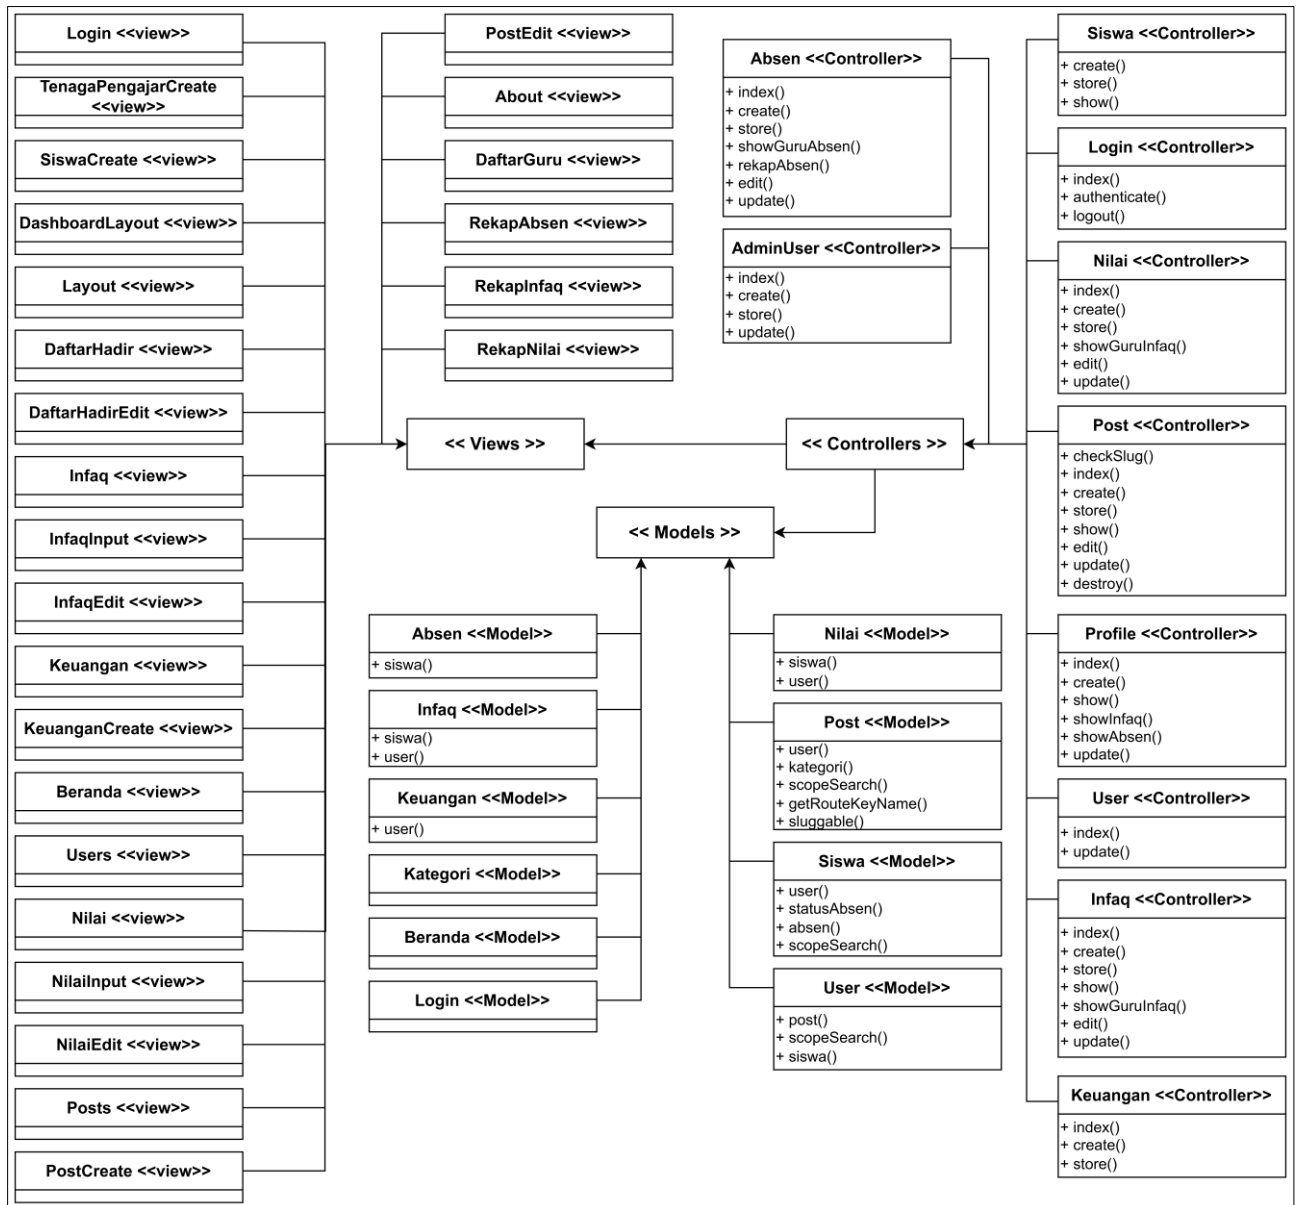 Login <<view>>
TenagaPengajarCreate
<<view>>
SiswaCreate <<view>>
DashboardLayout <<view>>
Layout <<view>>
DaftarHadir <<view>>
DaftarHadirEdit <<view>>
Infaq <<view>>
InfaqInput <<view>>
InfaqEdit <<view>>
Keuangan <<view>>
KeuanganCreate <<view>>
Beranda <<view>>
Users <<view>>
Nilai <<view>>
NilaiInput <<view>>
NilaiEdit <<view>>
Posts <<view>>
PostCreate <<view>>
PostEdit <<view>>
About <<view>>
DaftarGuru <<view>>
RekapAbsen <<view>>
RekapInfaq <<view>>
RekapNilai <<view>>
<< Views >>
<< Controllers >>
<< Models >>
Absen <<Model>>
+ siswa()
Infaq <<Model>>
+ siswa()
+ user()
Keuangan <<Model>>
+ user()
Kategori <<Model>>
Beranda <<Model>>
Login <<Model>>
Nilai <<Model>>
+ siswa()
+ user()
Post <<Model>>
+ user()
+ kategori()
+ scopeSearch()
+ getRouteKeyName()
+ sluggable()
Siswa <<Model>>
+ user()
+ statusAbsen()
+ absen()
+ scopeSearch()
User <<Model>>
+ post()
+ scopeSearch()
+ siswa()
Absen <<Controller>>
+ index()
+ create()
+ store()
+ showGuruAbsen()
+ rekapAbsen()
+ edit()
+ update()
AdminUser <<Controller>>
+ index()
+ create()
+ store()
+ update()
Siswa <<Controller>>
+ create()
+ store()
+ show()
Login <<Controller>>
+ index()
+ authenticate()
+ logout()
Nilai <<Controller>>
+ index()
+ create()
+ store()
+ showGuruInfaq()
+ edit()
+ update()
Post <<Controller>>
+ checkSlug()
+ index()
+ create()
+ store()
+ show()
+ edit()
+ update()
+ destroy()
Profile <<Controller>>
+ index()
+ create()
+ show()
+ showInfaq()
+ showAbsen()
+ update()
User <<Controller>>
+ index()
+ update()
Infaq <<Controller>>
+ index()
+ create()
+ store()
+ show()
+ showGuruInfaq()
+ edit()
+ update()
Keuangan <<Controller>>
+ index()
+ create()
+ store()